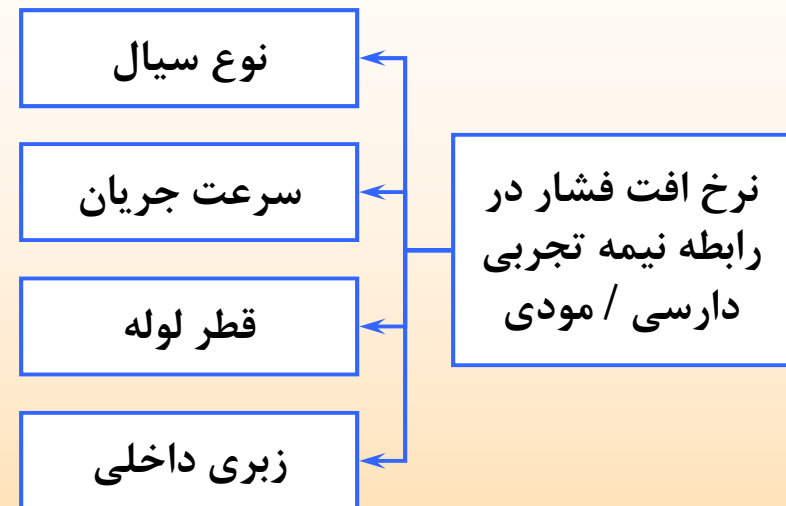 نرخ افت فشار در
رابطه نیمه تجربی
دارسی / مودی
نوع سیال
سرعت جریان
قطر لوله
زبری داخلی